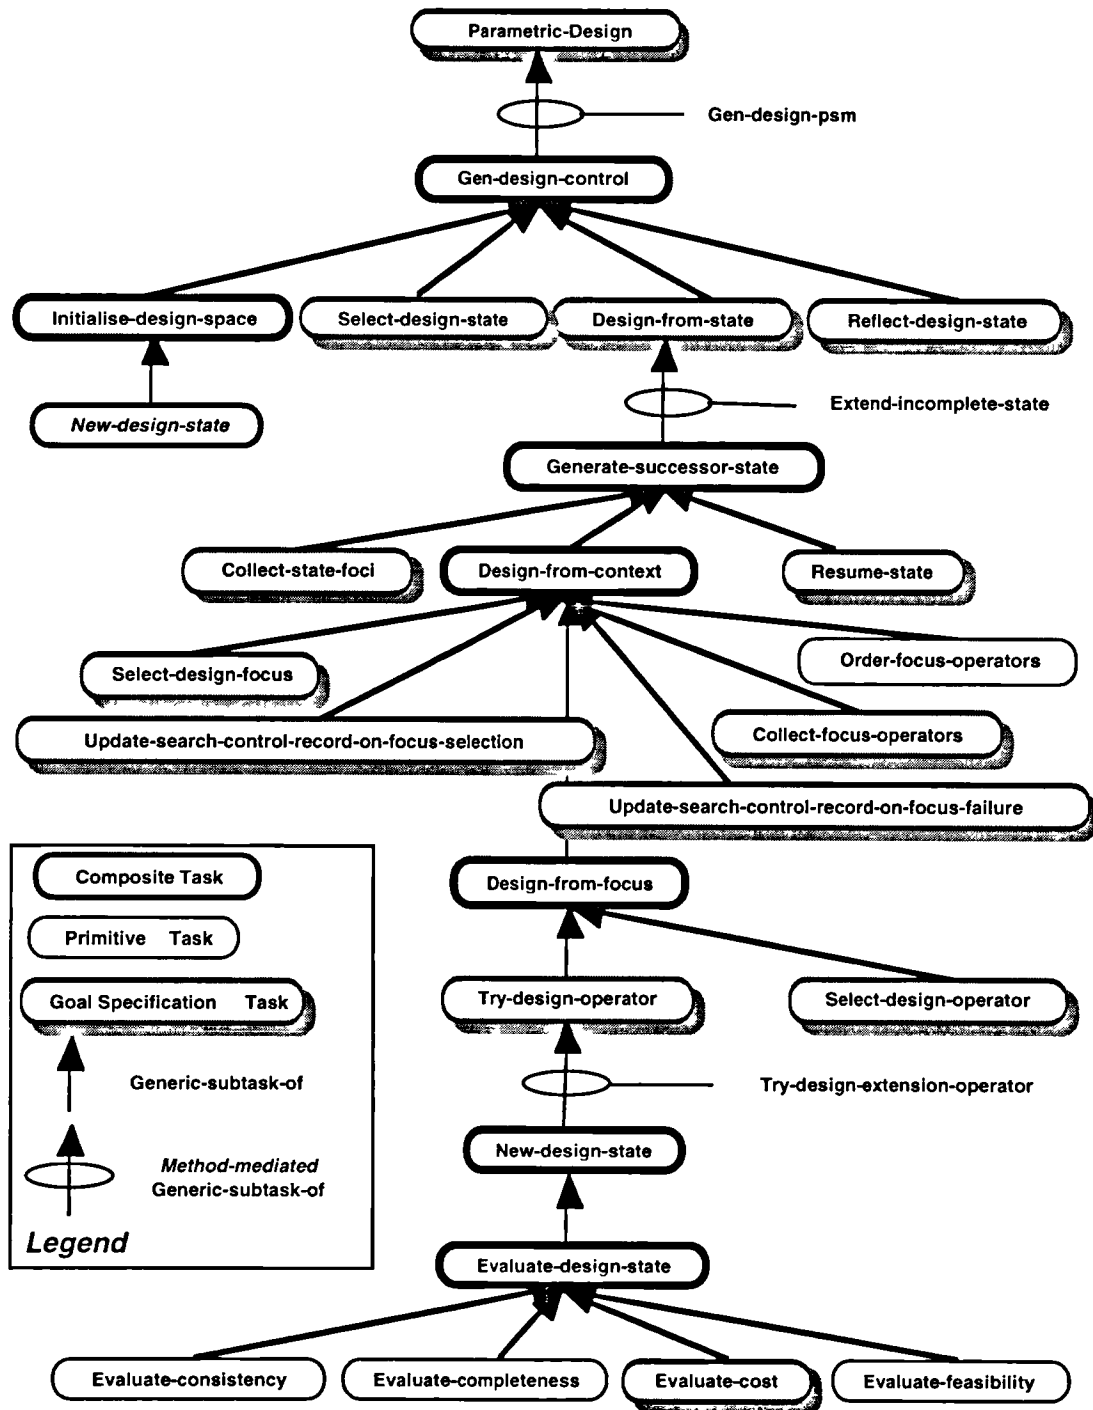 Parametric-Design
Gen-design-psm
Gen-design-control
Initialise-design-space
Select-design-state
Design-from-state
Reflect-design-state
New-design-state
Extend-incomplete-state
Generate-successor-state
Collect-state-foci
Design-from-context
Resume-state
Select-design-focus
Order-focus-operators
Update-search-control-record-on-focus-selection
Collect-focus-operators
Update-search-control-record-on-focus-failure
Composite Task
Design-from-focus
Primitive Task
Goal Specification Task
Try-design-operator
Select-design-operator
Generic-subtask-of
Try-design-extension-operator
New-design-state
Method-mediated
Generic-subtask-of
Legend
Evaluate-design-state
Evaluate-consistency
Evaluate-completeness
Evaluate-cost
Evaluate-feasibility